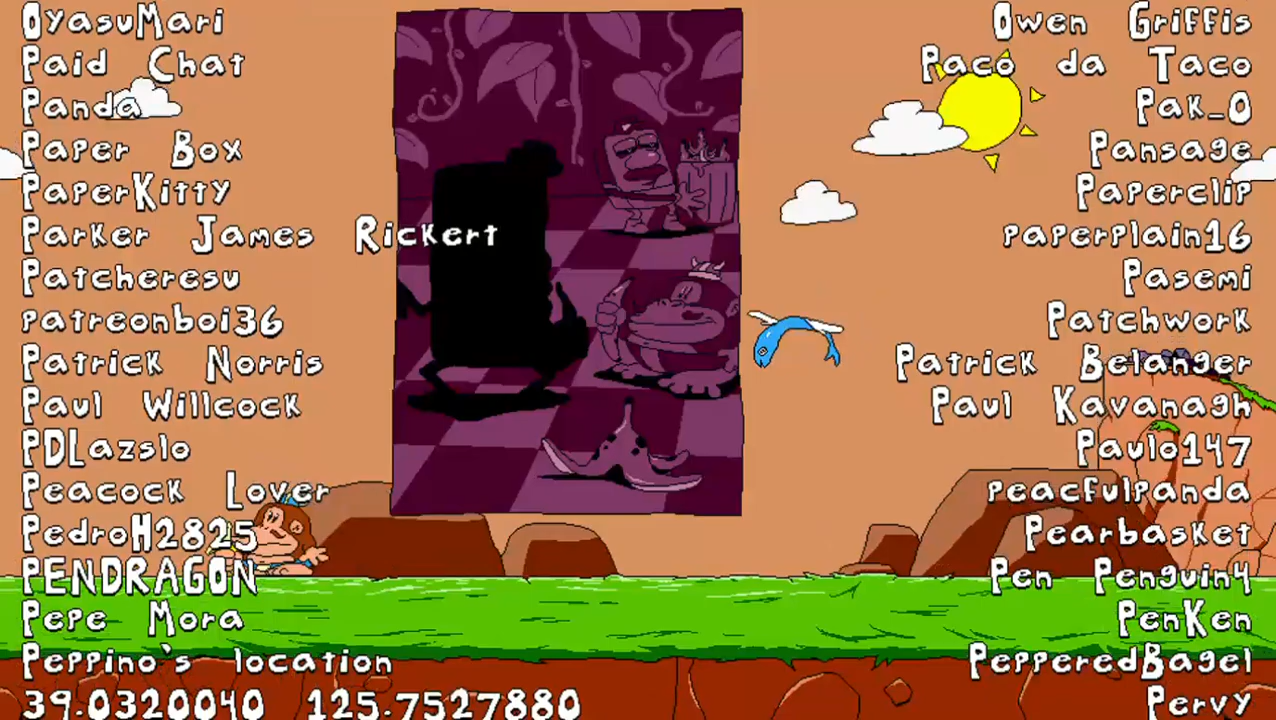 OyasuMari
Paid Chat
Panda
Paper Box
PaperKitty
Parker James Rickert
Patcheresu
patreonboi36
Patrick Norris
Paul Willcock
PDLazslo
Peacock Lover
PedroH2825
PENDRAGON
Pepe Mora
Peppino's location
39.0320040 125.7527880
Owen Griffis
Paco da Taco
Pak_O
Pansage
Paperclip
paperplain16
Pasemi
Patchwork
Patrick Belanger
Paul Kavanagh
Paulo147
peacfulpanda
Pearbasket
Pen Penguin4
PenKen
PepperedBagel
Pervy